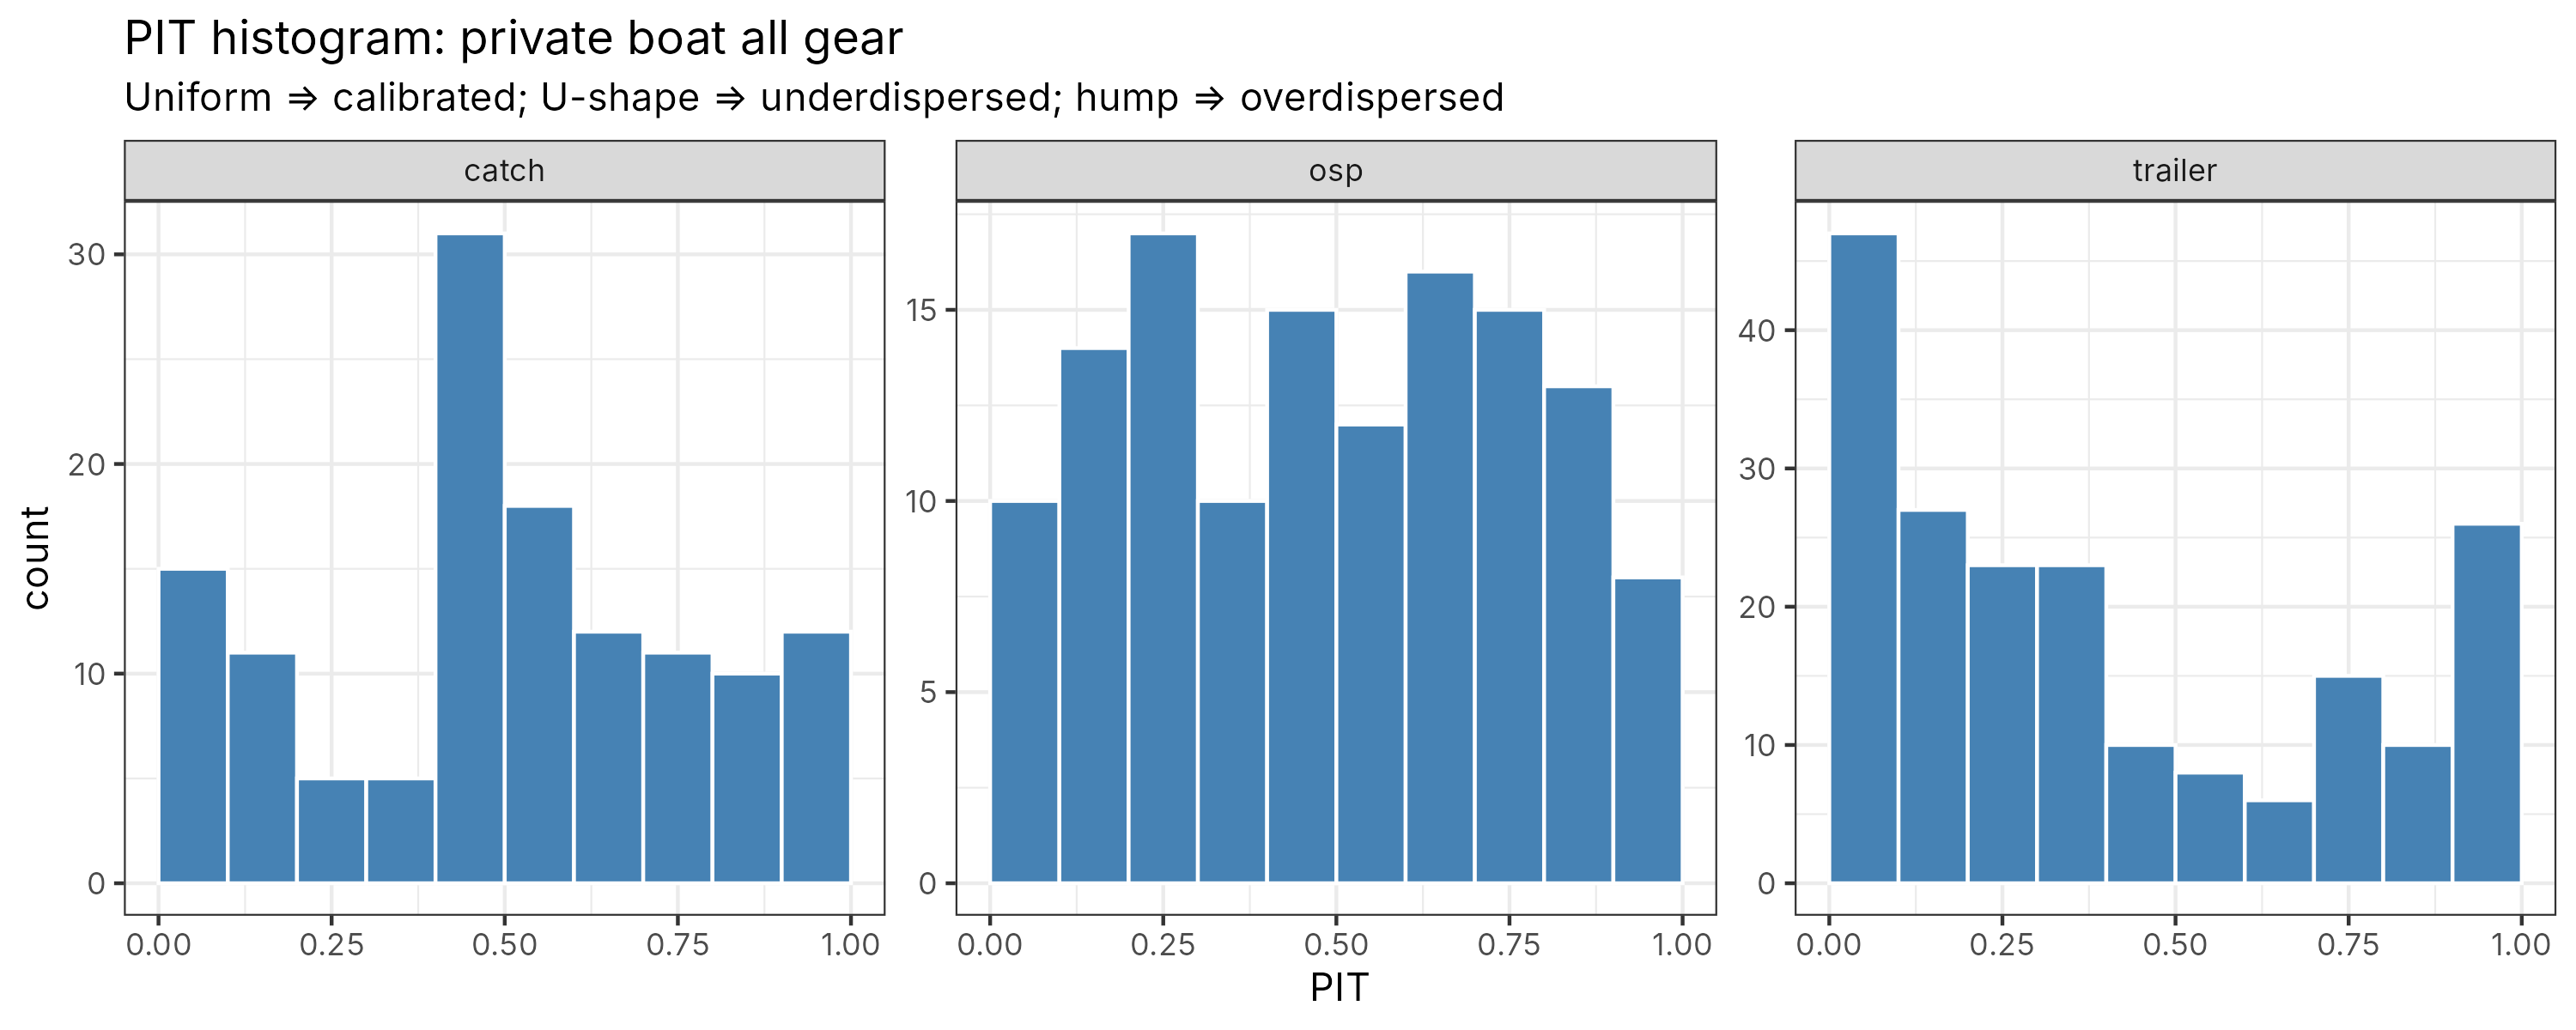 PIT histogram: private boat all gear
Uniform ⇒ calibrated; U-shape ⇒ underdispersed; hump ⇒ overdispersed
catch
osp
trailer
count
30
20
10
0
15
10
5
0
40
30
20
10
0
0.00 0.25 0.50 0.75 1.00
0.00 0.25 0.50 0.75 1.00
0.00 0.25 0.50 0.75 1.00
PIT